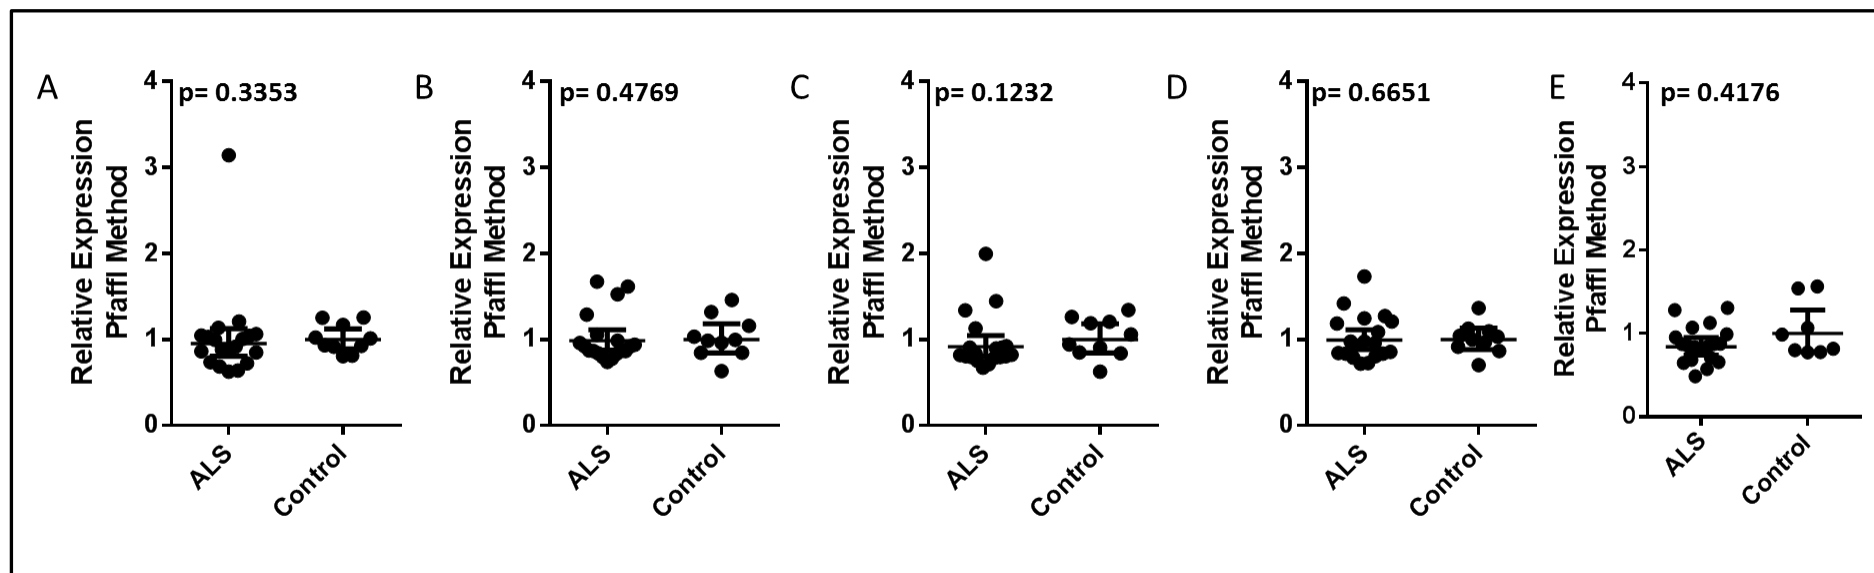 A
p= 0.3353
Relative Expression
Pfaffl Method
4
3
2
1
0
ALS
Control
B
p= 0.4769
Relative Expression
Pfaffl Method
4
3
2
1
0
ALS
Control
C
p= 0.1232
Relative Expression
Pfaffl Method
4
3
2
1
0
ALS
Control
D
p= 0.6651
Relative Expression
Pfaffl Method
4
3
2
1
0
ALS
Control
E
p= 0.4176
Relative Expression
Pfaffl Method
4
3
2
1
0
ALS
Control